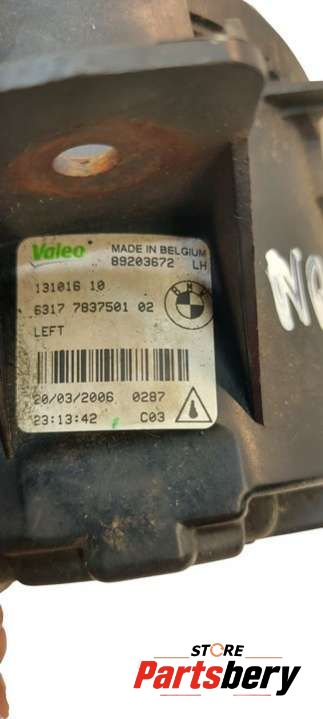 Valeo MADE IN BELGIUM
89203672 LH
131016 10
6317 7837501 02
BMW
LEFT
20/03/2006 0287
23:13:42 C03
STORE
Partsbery